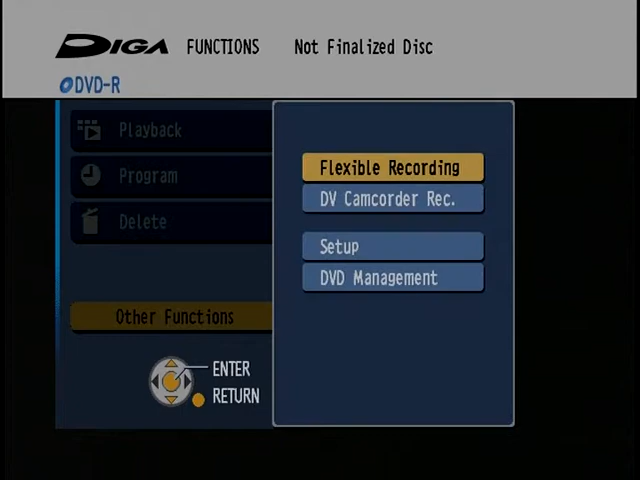 DIGA FUNCTIONS Not Finalized Disc
DVD-R
Playback
Program
Delete
Other Functions
ENTER
RETURN
Flexible Recording
DV Camcorder Rec.
Setup
DVD Management